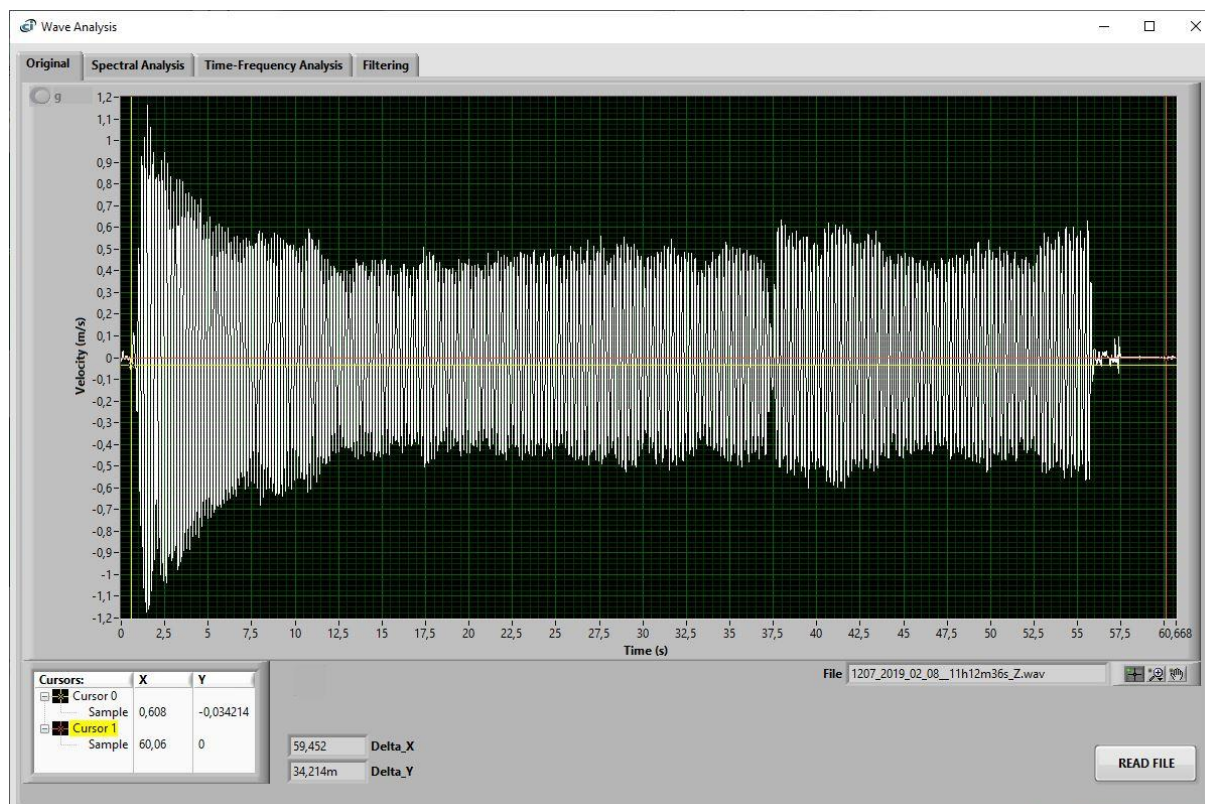 Wave Analysis
Original Spectral Analysis Time-Frequency Analysis Filtering
g
1,2
1,1
1
0,9
0,8
0,7
0,6
0,5
0,4
0,3
0,2
0,1
0
-0,1
-0,2
-0,3
-0,4
-0,5
-0,6
-0,7
-0,8
-0,9
-1
-1,1
-1,2
Velocity (m/s)
0 2,5 5 7,5 10 12,5 15 17,5 20 22,5 25 27,5 30 32,5 35 37,5 40 42,5 45 47,5 50 52,5 55 57,5 60,668
Time (s)
File 1207_2019_02_08__11h12m36s_Z.wav
Cursors: X Y
Cursor 0
Sample 0,608 -0,034214
Cursor 1
Sample 60,06 0
59,452 Delta_X
34,214m Delta_Y
READ FILE